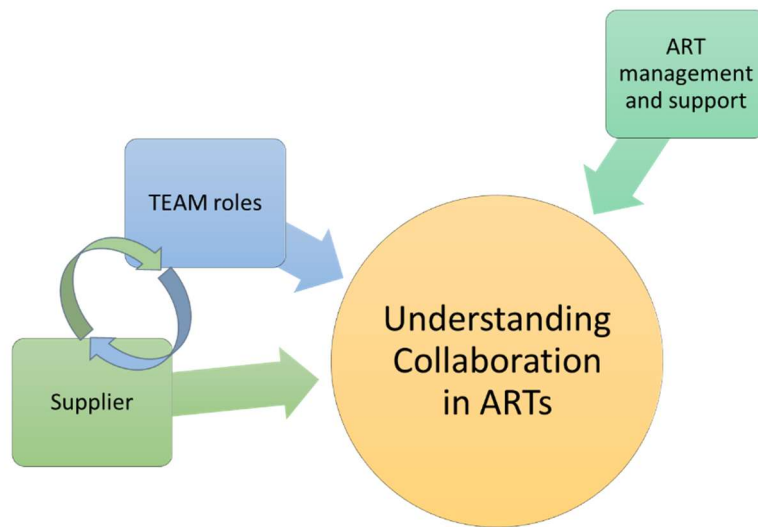 ART
management
and support
TEAM roles
Understanding
Collaboration
in ARTs
Supplier